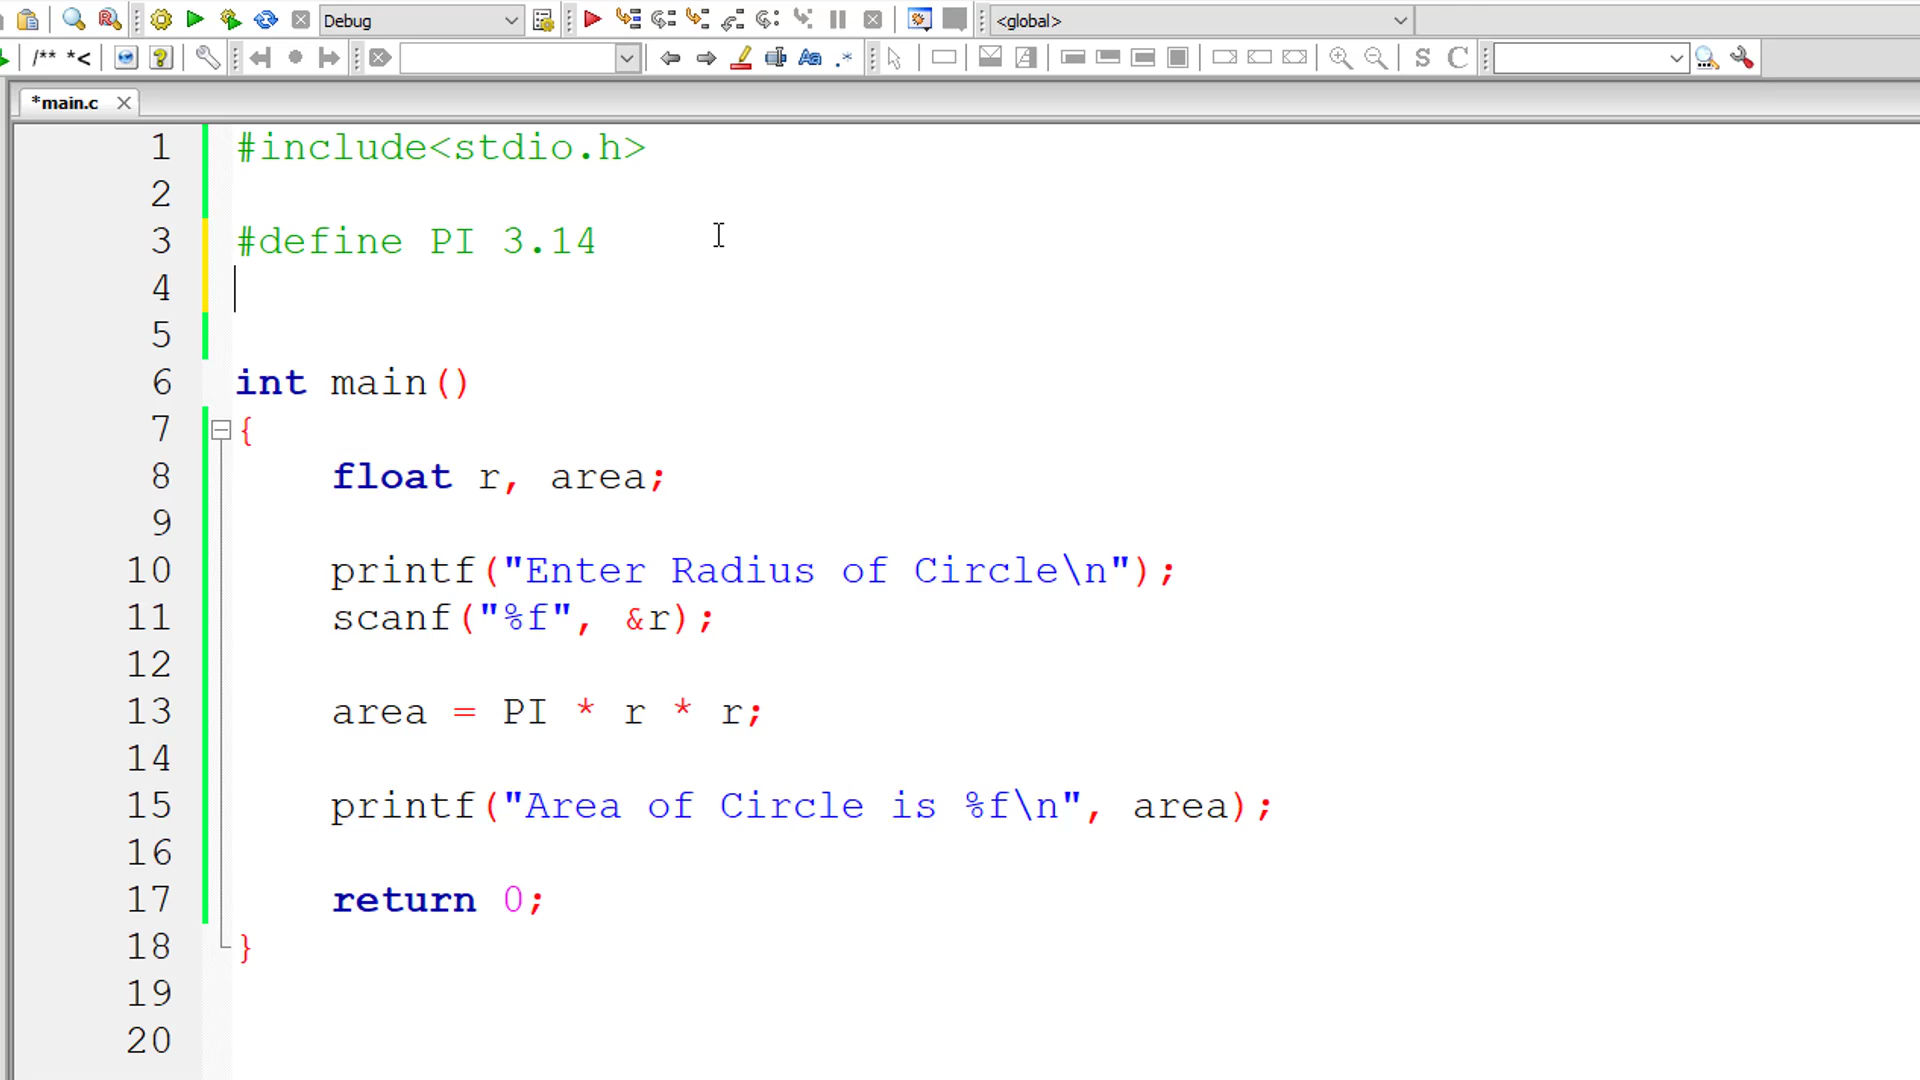 Debug
<global>
/** *<
S C
*main.c
1 #include<stdio.h>
2
3 #define PI 3.14
4
5
6 int main()
7 {
8 float r, area;
9
10 printf("Enter Radius of Circle\n");
11 scanf("%f", &r);
12
13 area = PI * r * r;
14
15 printf("Area of Circle is %f\n", area);
16
17 return 0;
18 }
19
20